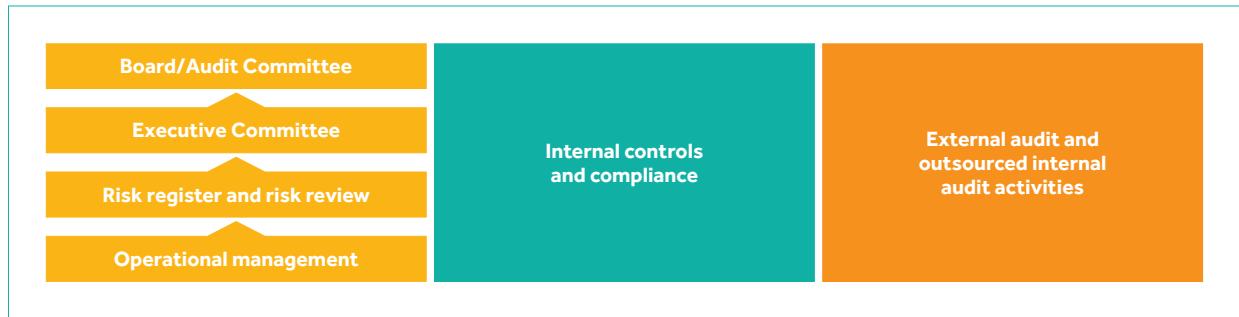 Board/Audit Committee
Executive Committee
Risk register and risk review
Operational management
Internal controls
and compliance
External audit and
outsourced internal
audit activities